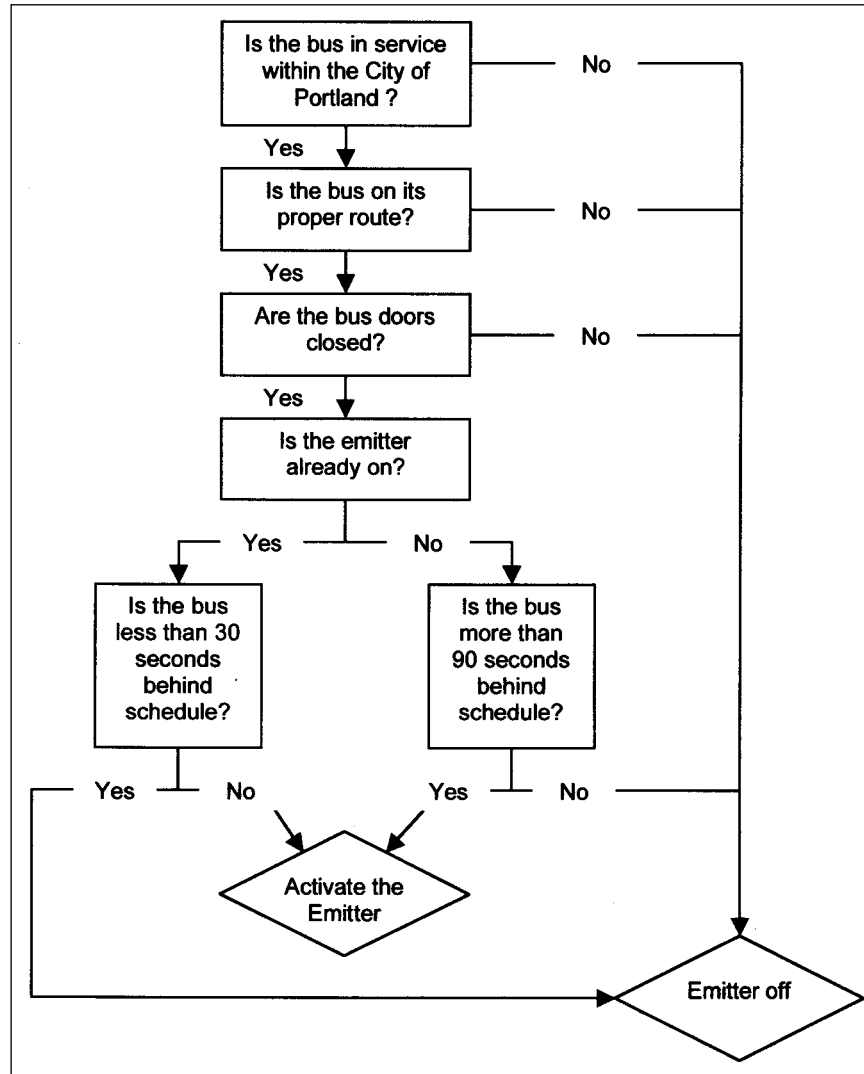 Is the bus in service
within the City of
Portland ?
No
Yes
Is the bus on its
proper route?
No
Yes
Are the bus doors
closed?
No
Yes
Is the emitter
already on?
Yes
No
Is the bus
less than 30
seconds
behind
schedule?
Is the bus
more than
90 seconds
behind
schedule?
Yes
No
Yes
No
Activate the
Emitter
Emitter off